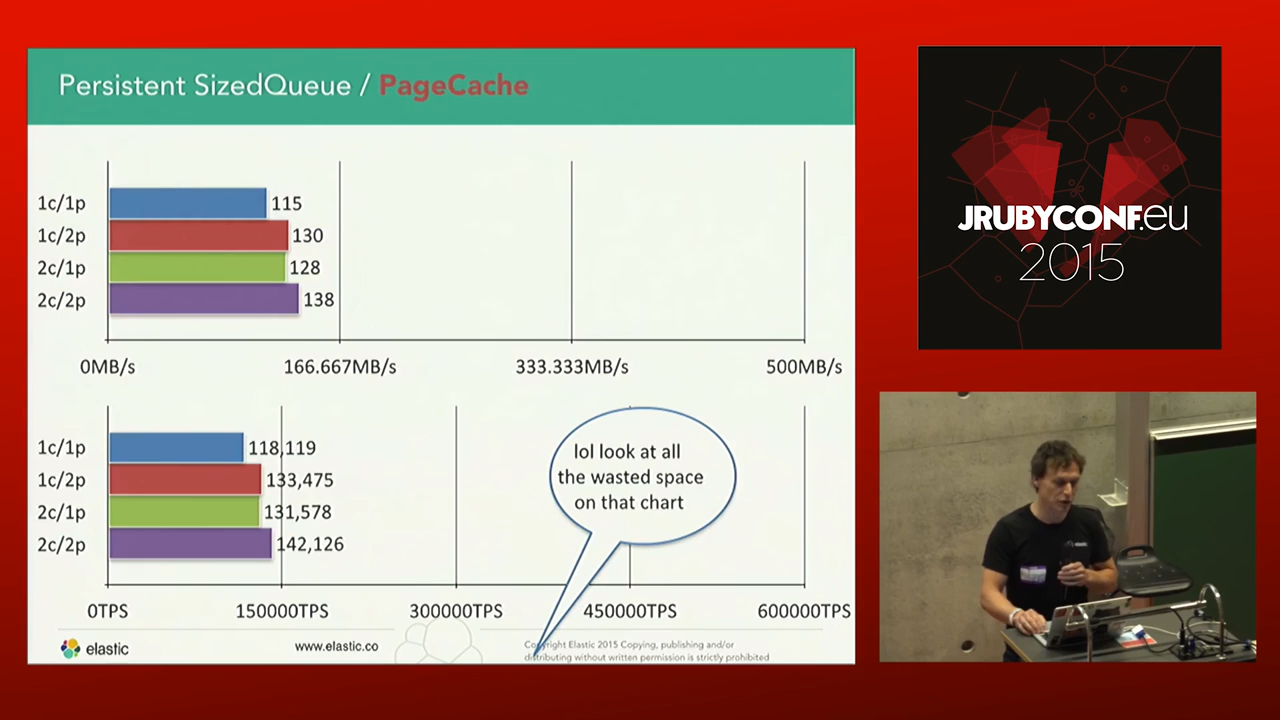 Persistent SizedQueue / PageCache
1c/1p 115
1c/2p 130
2c/1p 128
2c/2p 138
0MB/s 166.667MB/s 333.333MB/s 500MB/s
1c/1p 118,119
1c/2p 133,475
2c/1p 131,578
2c/2p 142,126
lol look at all
the wasted space
on that chart
0TPS 150000TPS 300000TPS 450000TPS 600000TPS
elastic
www.elastic.co
Copyright Elastic 2015 Copying, publishing and/or
distributing without written permission is strictly prohibited
JRUBYCONF.eu
2015
elastic